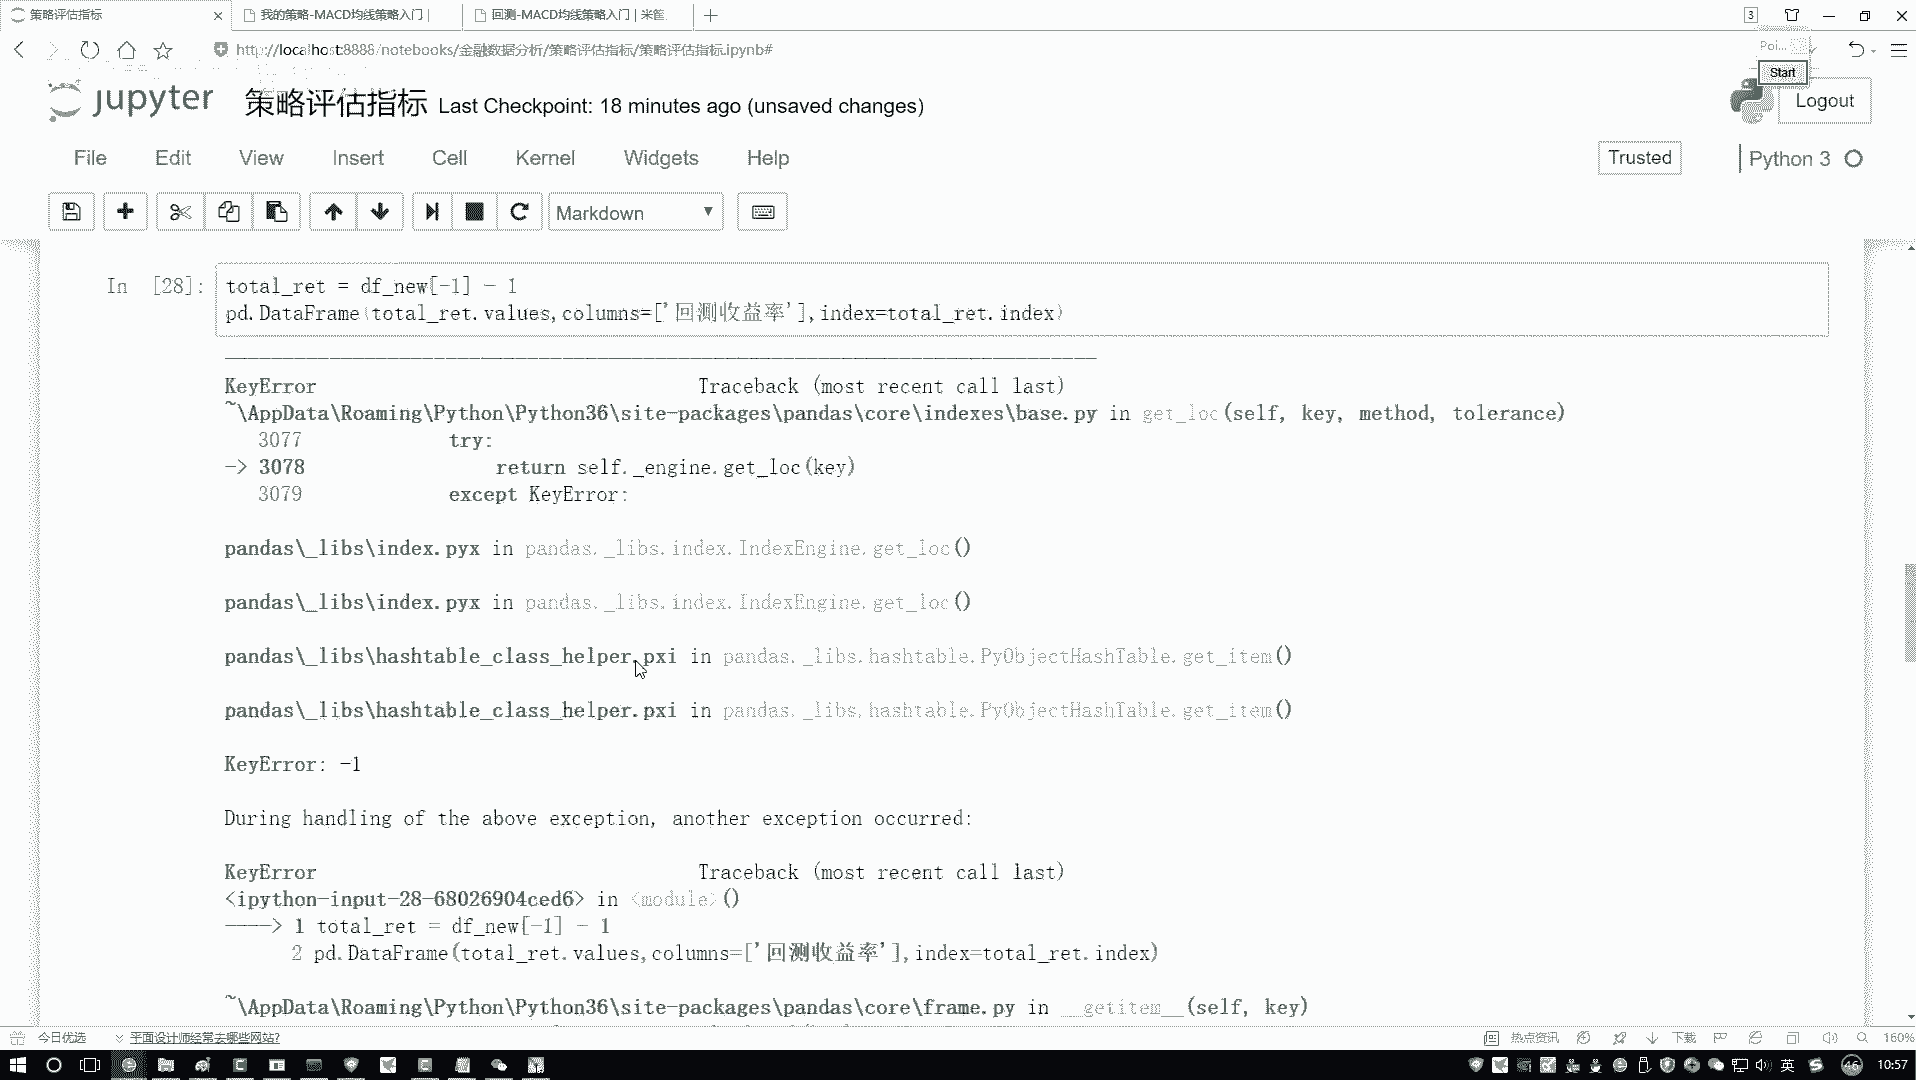 策略评估指标
我的策略-MACD均线策略入门 |
回测-MACD均线策略入门 | 米筐
3
http://localhost:8888/notebooks/金融数据分析/策略评估指标/策略评估指标.ipynb#
Poi...
Start
jupyter 策略评估指标 Last Checkpoint: 18 minutes ago (unsaved changes)
Logout
File Edit View Insert Cell Kernel Widgets Help
Trusted
Python 3
Markdown
In [28]:
total_ret = df_new[-1] - 1
pd.DataFrame(total_ret.values,columns=['回测收益率'],index=total_ret.index)
KeyError Traceback (most recent call last)
~\AppData\Roaming\Python\Python36\site-packages\pandas\core\indexes\base.py in get_loc(self, key, method, tolerance)
3077 try:
-> 3078 return self._engine.get_loc(key)
3079 except KeyError:
pandas\_libs\index.pyx in pandas._libs.index.IndexEngine.get_loc()
pandas\_libs\index.pyx in pandas._libs.index.IndexEngine.get_loc()
pandas\_libs\hashtable_class_helper.pxi in pandas._libs.hashtable.PyObjectHashTable.get_item()
pandas\_libs\hashtable_class_helper.pxi in pandas._libs.hashtable.PyObjectHashTable.get_item()
KeyError: -1
During handling of the above exception, another exception occurred:
KeyError Traceback (most recent call last)
<ipython-input-28-68026904ced6> in <module>()
----> 1 total_ret = df_new[-1] - 1
2 pd.DataFrame(total_ret.values,columns=['回测收益率'],index=total_ret.index)
~\AppData\Roaming\Python\Python36\site-packages\pandas\core\frame.py in __getitem__(self, key)
今日优选
平面设计师经常去哪些网站?
热点资讯
下载
160%
英
46
10:57